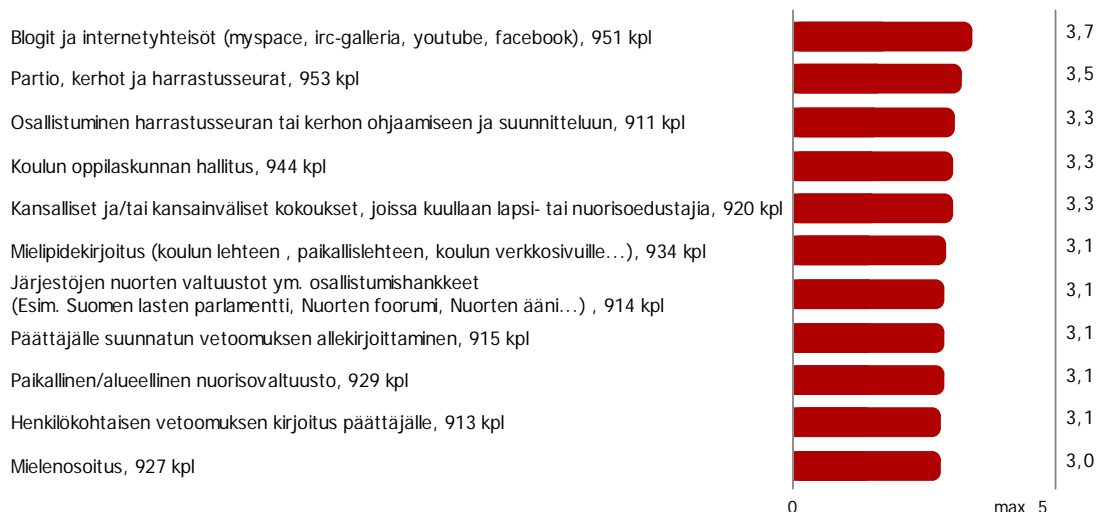 Blogit ja internetyhteisöt (myspace, irc-galleria, youtube, facebook), 951 kpl 3,7
Partio, kerhot ja harrastusseurat, 953 kpl 3,5
Osallistuminen harrastusseuran tai kerhon ohjaamiseen ja suunnitteluun, 911 kpl 3,3
Koulun oppilaskunnan hallitus, 944 kpl 3,3
Kansalliset ja/tai kansainväliset kokoukset, joissa kuullaan lapsi- tai nuorisoedustajia, 920 kpl 3,3
Mielipidekirjoitus (koulun lehteen , paikallislehteen, koulun verkkosivuille...), 934 kpl 3,1
Järjestöjen nuorten valtuustot ym. osallistumishankkeet
(Esim. Suomen lasten parlamentti, Nuorten foorumi, Nuorten ääni...) , 914 kpl 3,1
Päättäjälle suunnatun vetoomuksen allekirjoittaminen, 915 kpl 3,1
Paikallinen/alueellinen nuorisovaltuusto, 929 kpl 3,1
Henkilökohtaisen vetoomuksen kirjoitus päättäjälle, 913 kpl 3,1
Mielenosoitus, 927 kpl 3,0
0 max 5